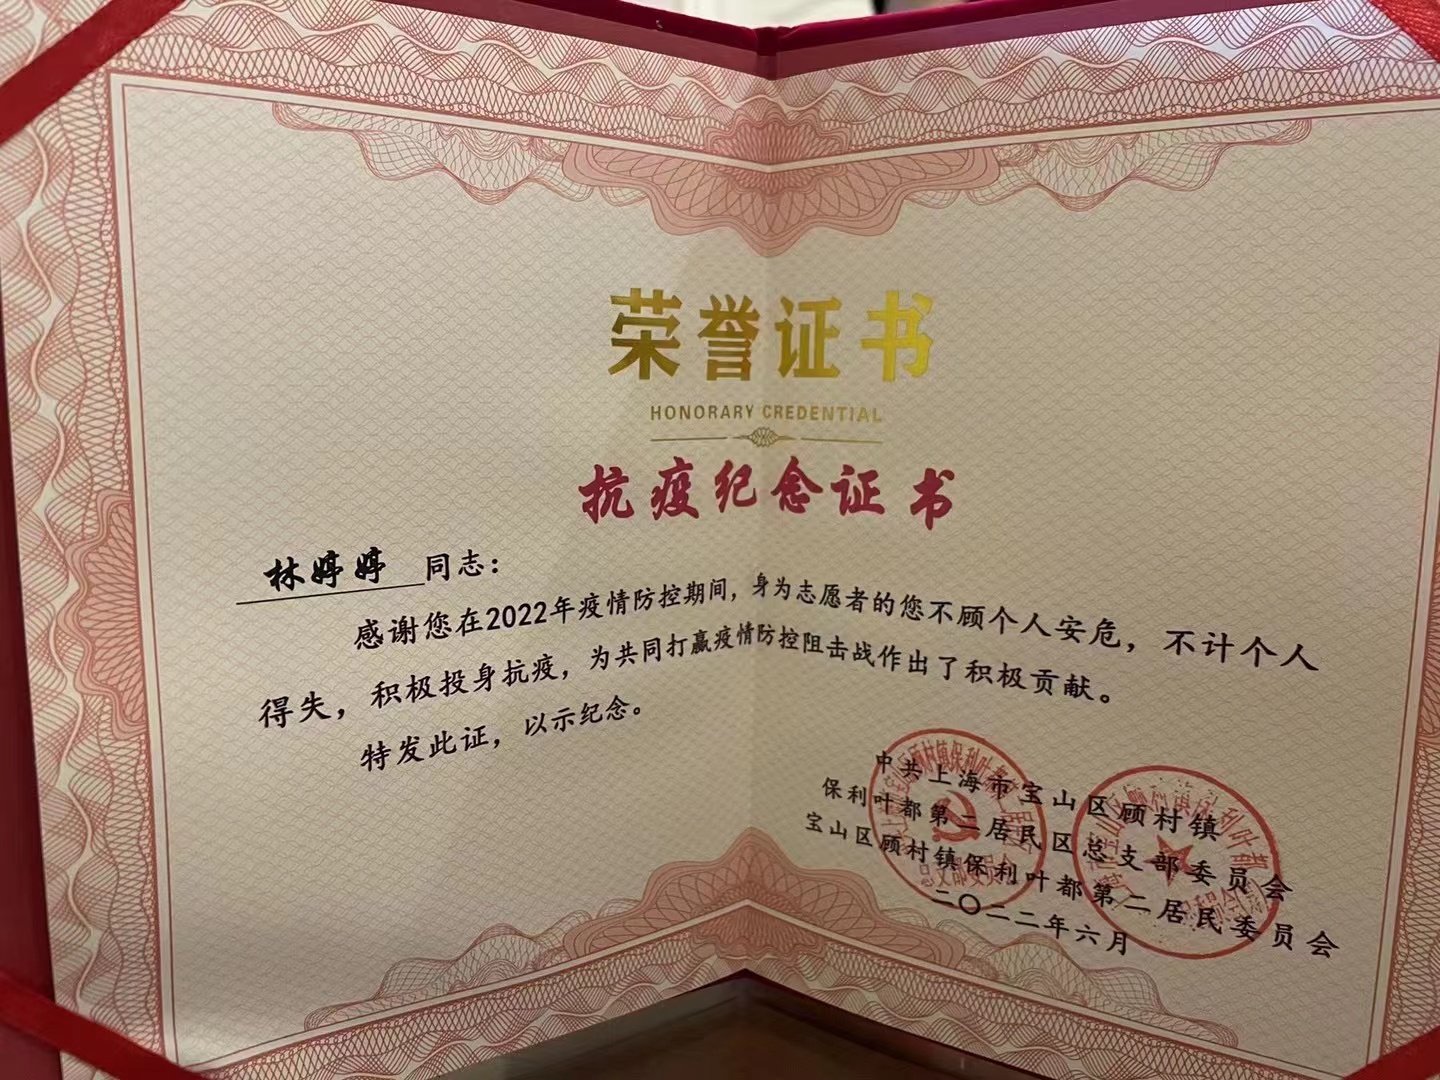 荣誉证书
HONORARY CREDENTIAL
抗疫纪念证书
林婷婷 同志：
感谢您在2022年疫情防控期间，身为志愿者的您不顾个人安危，不计个人
得失，积极投身抗疫，为共同打赢疫情防控阻击战作出了积极贡献。
特发此证，以示纪念。
中共上海市宝山区顾村镇
保利叶都第二居民区总支部委员会
宝山区顾村镇保利叶都第二居民委员会
二〇二二年六月